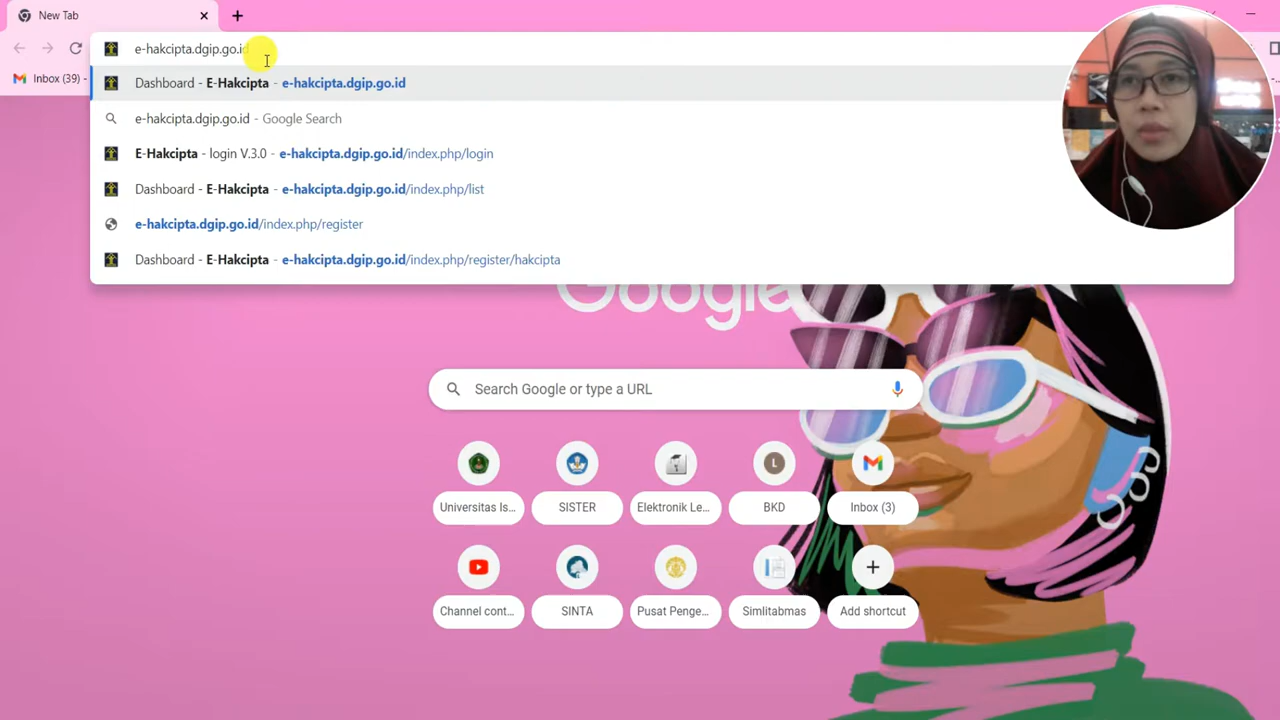 New Tab
e-hakcipta.dgip.go.id
Inbox (39) -
Dashboard - E-Hakcipta - e-hakcipta.dgip.go.id
e-hakcipta.dgip.go.id - Google Search
E-Hakcipta - login V.3.0 - e-hakcipta.dgip.go.id/index.php/login
Dashboard - E-Hakcipta - e-hakcipta.dgip.go.id/index.php/list
e-hakcipta.dgip.go.id/index.php/register
Dashboard - E-Hakcipta - e-hakcipta.dgip.go.id/index.php/register/hakcipta
Google
Search Google or type a URL
Universitas Is... SISTER Elektronik Le... BKD Inbox (3)
Channel cont... SINTA Pusat Penge... Simlitabmas Add shortcut